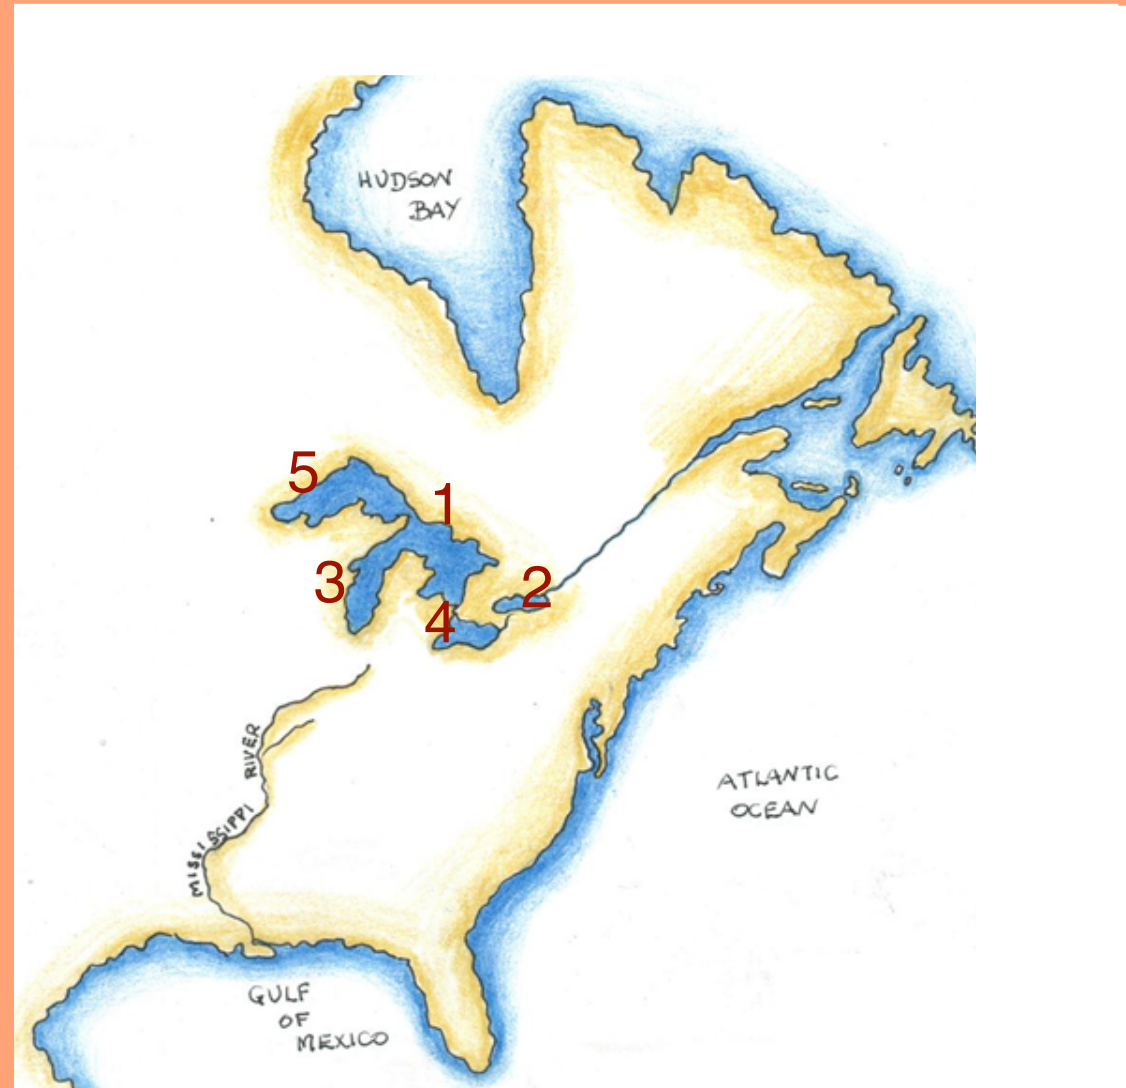 HUDSON
BAY
5
1
3
2
4
MISSISSIPPI RIVER
ATLANTIC
OCEAN
GULF
OF
MEXICO